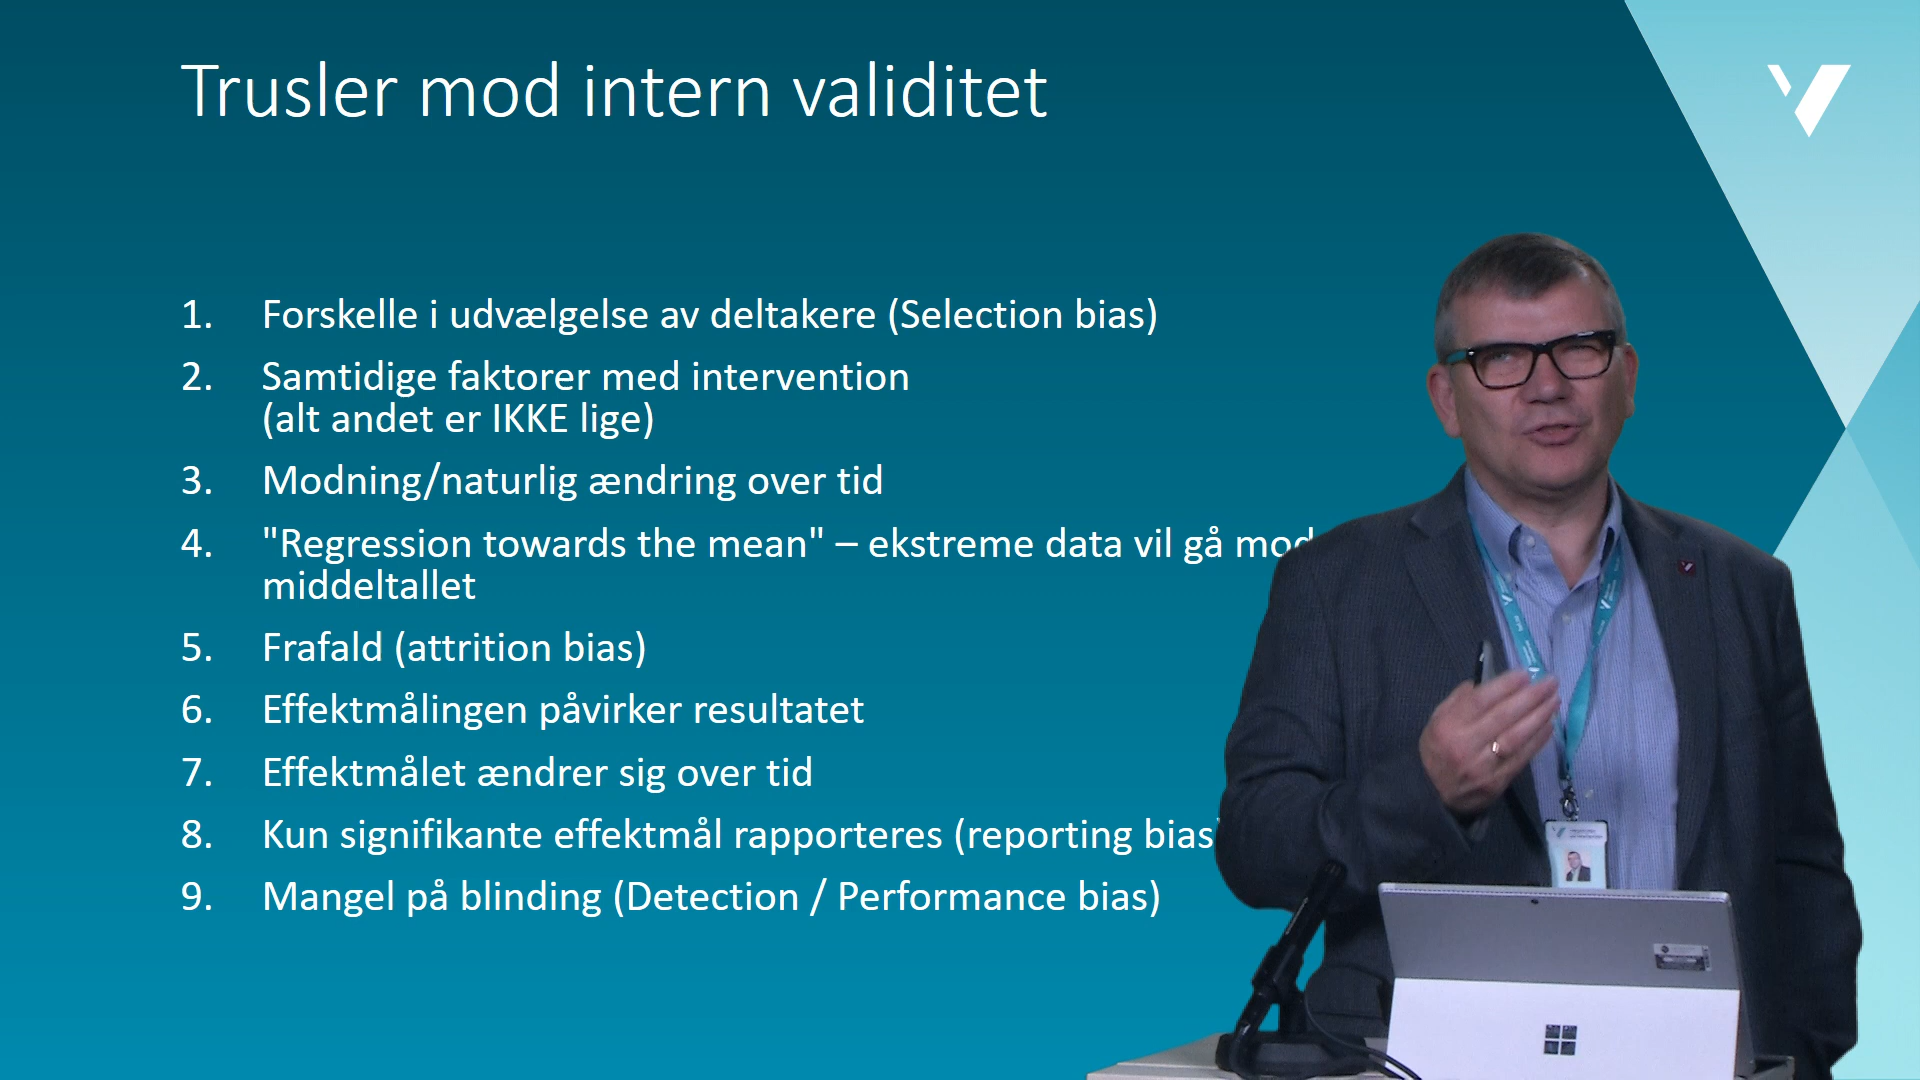 Trusler mod intern validitet
1. Forskelle i udvælgelse av deltakere (Selection bias)
2. Samtidige faktorer med intervention
(alt andet er IKKE lige)
3. Modning/naturlig ændring over tid
4. "Regression towards the mean" – ekstreme data vil gå mod
middeltallet
5. Frafald (attrition bias)
6. Effektmålingen påvirker resultatet
7. Effektmålet ændrer sig over tid
8. Kun signifikante effektmål rapporteres (reporting bias)
9. Mangel på blinding (Detection / Performance bias)